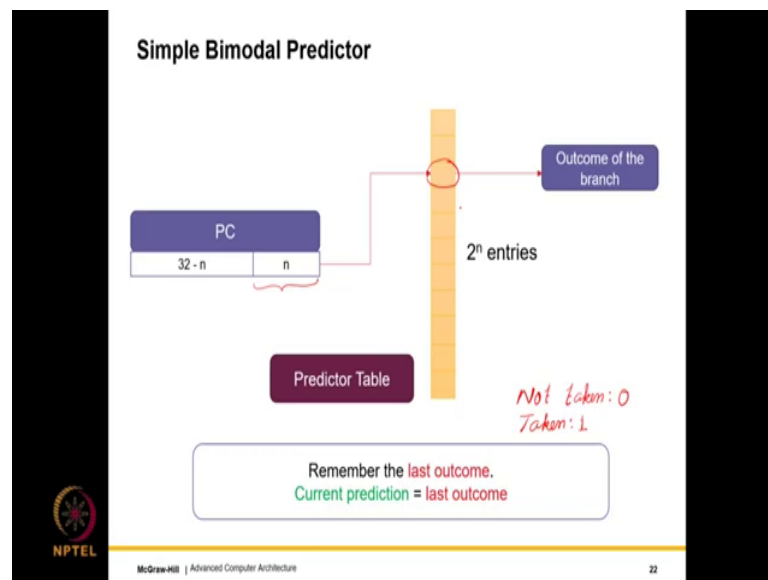 Simple Bimodal Predictor
Outcome of the
branch
PC
32 - n
n
2ⁿ entries
Predictor Table
Not taken: 0
Taken: 1
Remember the last outcome.
Current prediction = last outcome
NPTEL
McGraw-Hill | Advanced Computer Architecture
22